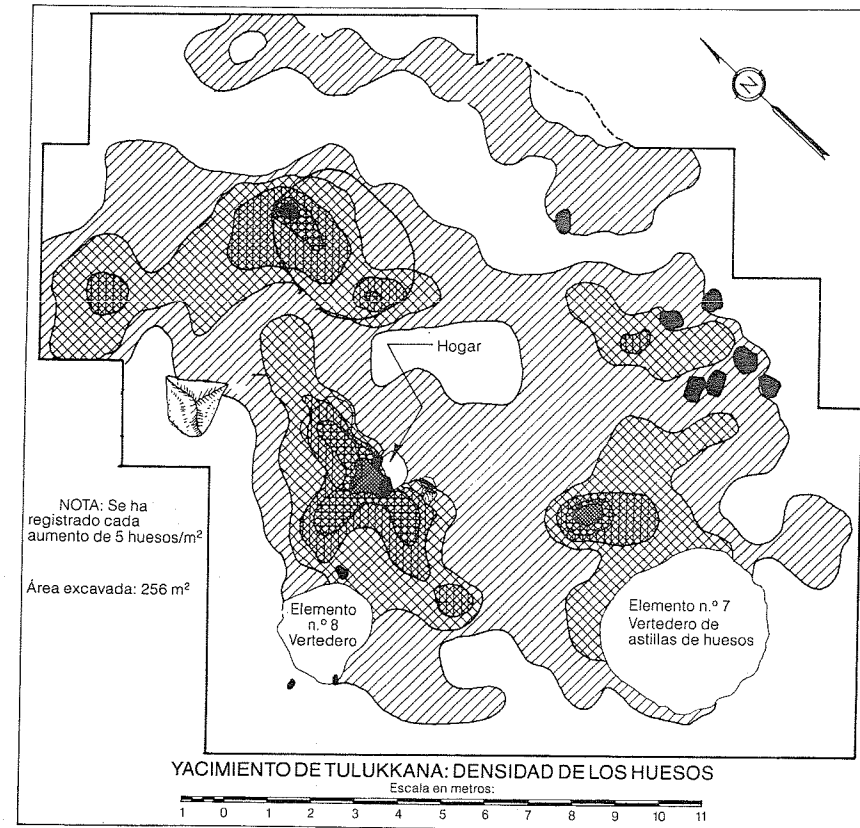 N
Hogar
NOTA: Se ha
registrado cada
aumento de 5 huesos/m²
Área excavada: 256 m²
Elemento
n.º 8
Vertedero
Elemento n.º 7
Vertedero de
astillas de huesos
YACIMIENTO DE TULUKKANA: DENSIDAD DE LOS HUESOS
Escala en metros:
1 0 1 2 3 4 5 6 7 8 9 10 11